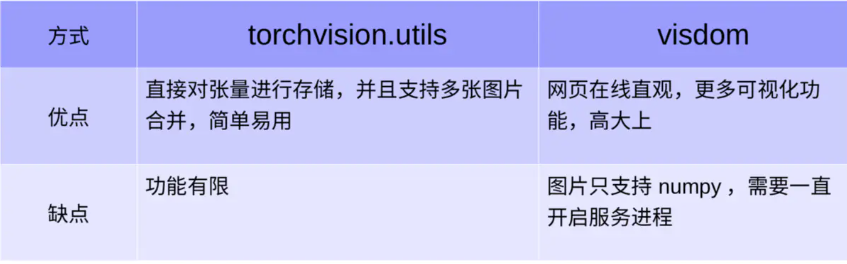 方式
torchvision.utils
visdom
优点
直接对张量进行存储，并且支持多张图片
合并，简单易用
网页在线直观，更多可视化功
能，高大上
缺点
功能有限
图片只支持 numpy ，需要一直
开启服务进程